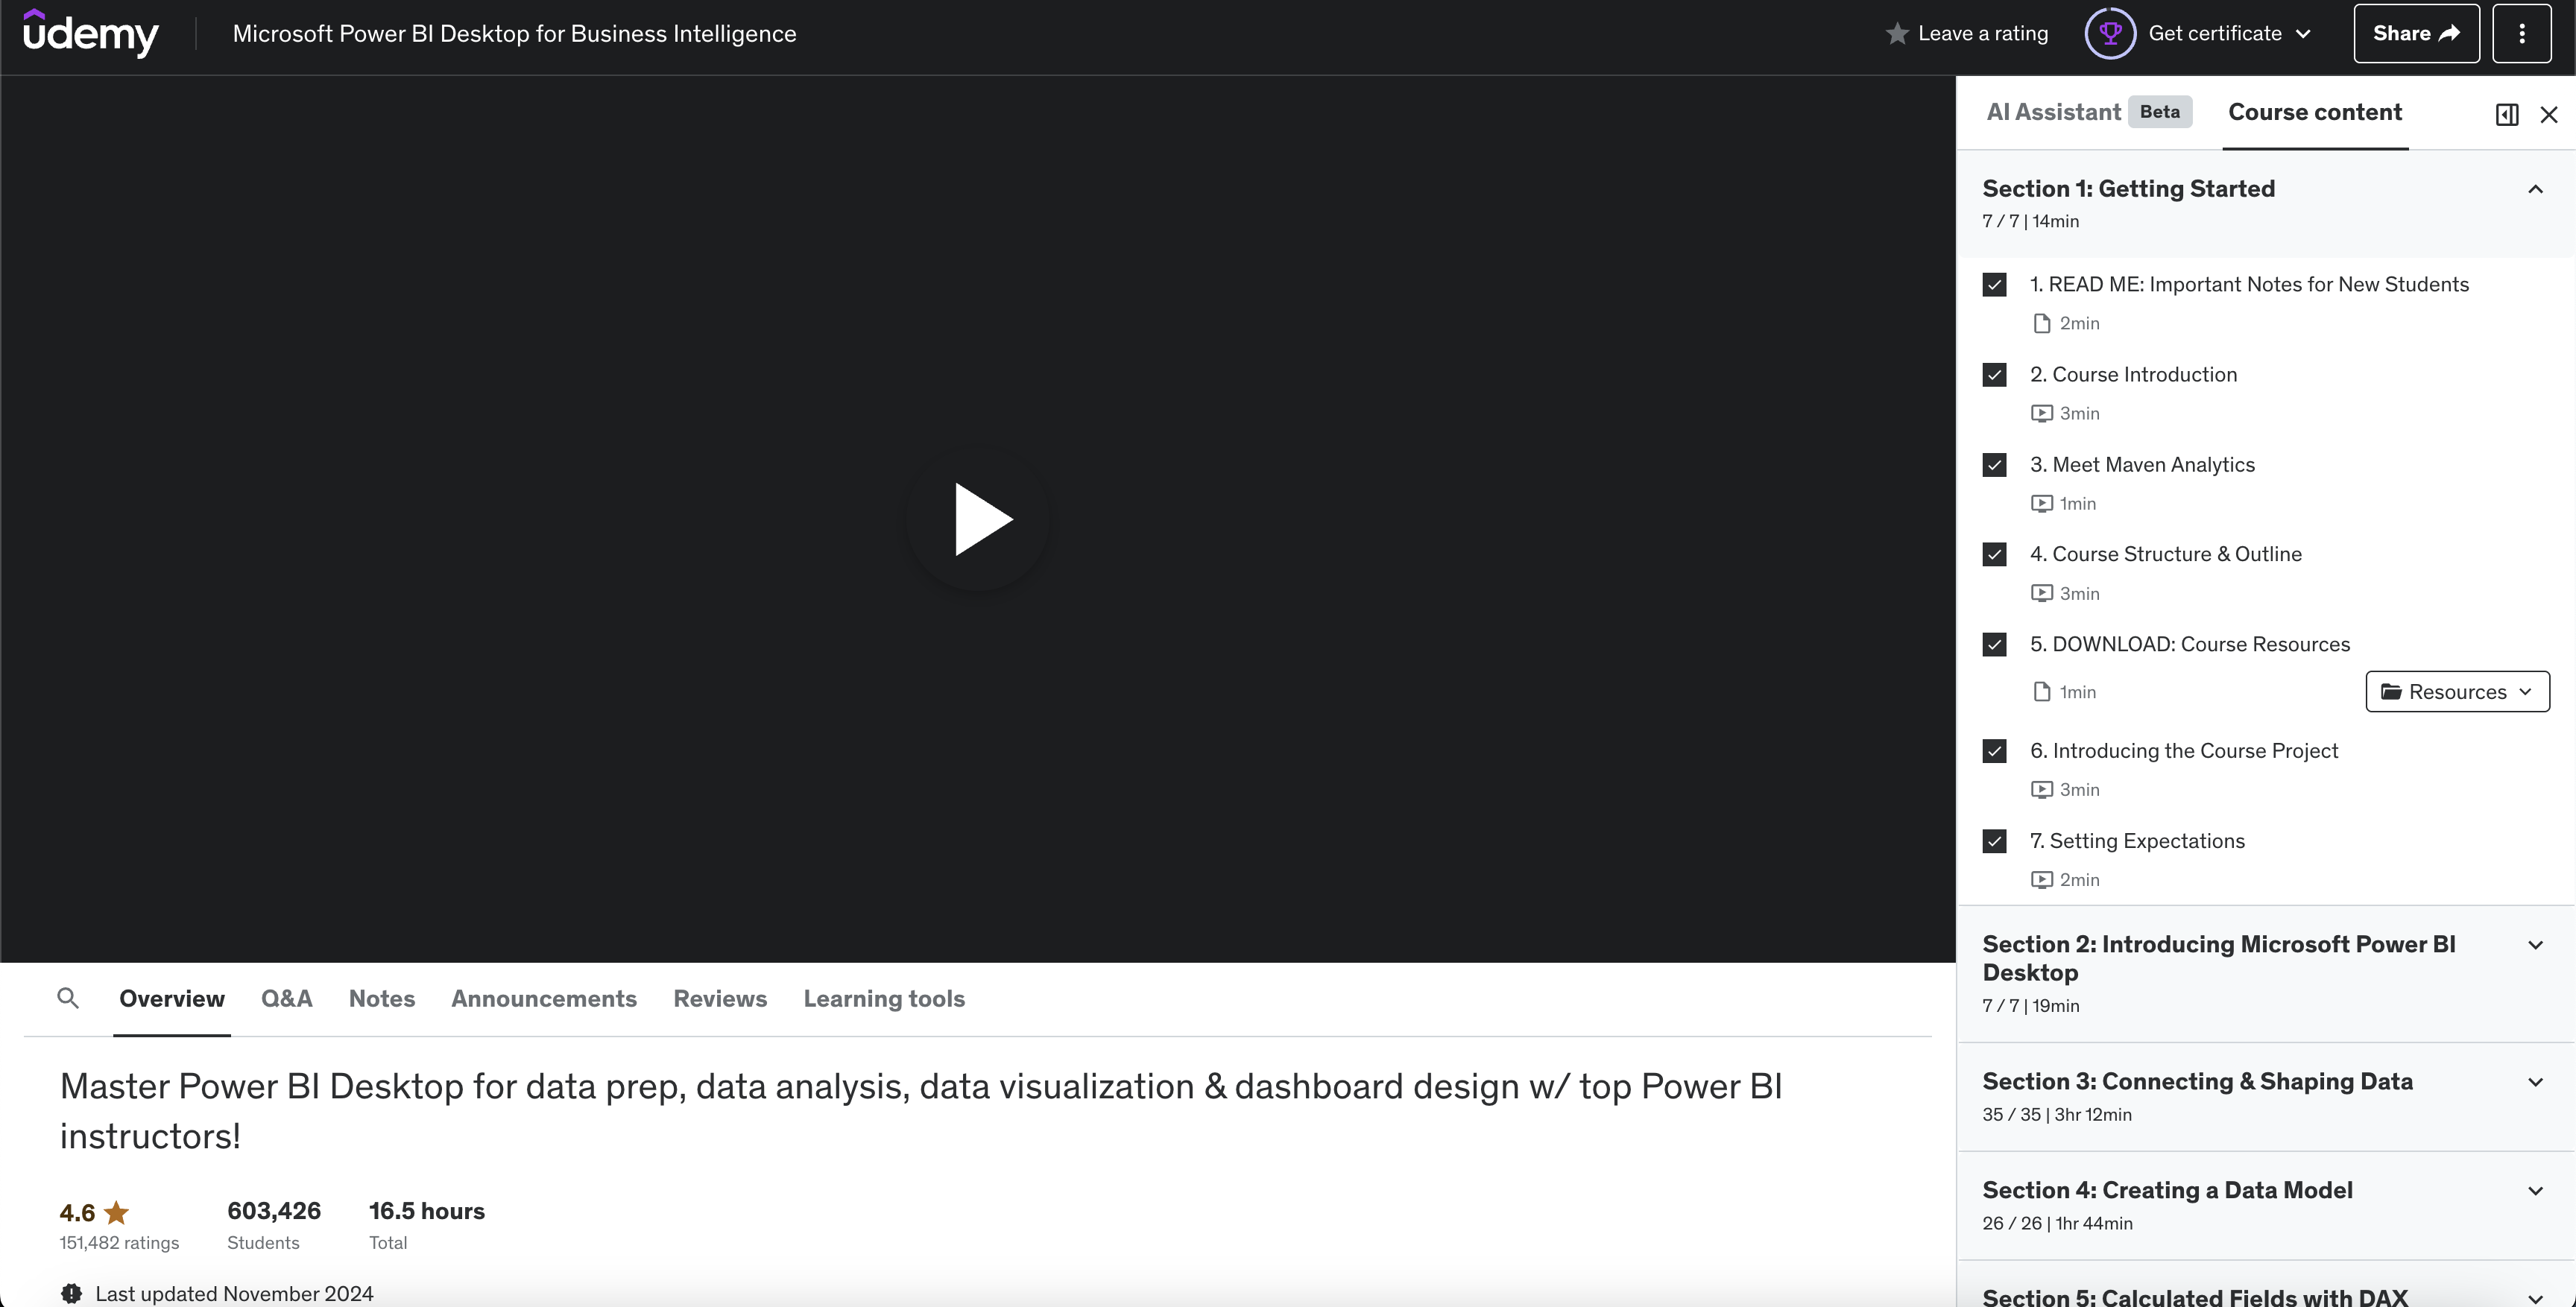 udemy
Microsoft Power BI Desktop for Business Intelligence
Leave a rating
Get certificate
Share
AI Assistant Beta
Course content
Section 1: Getting Started
7 / 7 | 14min
1. READ ME: Important Notes for New Students
2min
2. Course Introduction
3min
3. Meet Maven Analytics
1min
4. Course Structure & Outline
3min
5. DOWNLOAD: Course Resources
1min
Resources
6. Introducing the Course Project
3min
7. Setting Expectations
2min
Section 2: Introducing Microsoft Power BI
Desktop
7 / 7 | 19min
Section 3: Connecting & Shaping Data
35 / 35 | 3hr 12min
Section 4: Creating a Data Model
26 / 26 | 1hr 44min
Section 5: Calculated Fields with DAX
Overview
Q&A
Notes
Announcements
Reviews
Learning tools
Master Power BI Desktop for data prep, data analysis, data visualization & dashboard design w/ top Power BI
instructors!
4.6
151,482 ratings
603,426
Students
16.5 hours
Total
Last updated November 2024